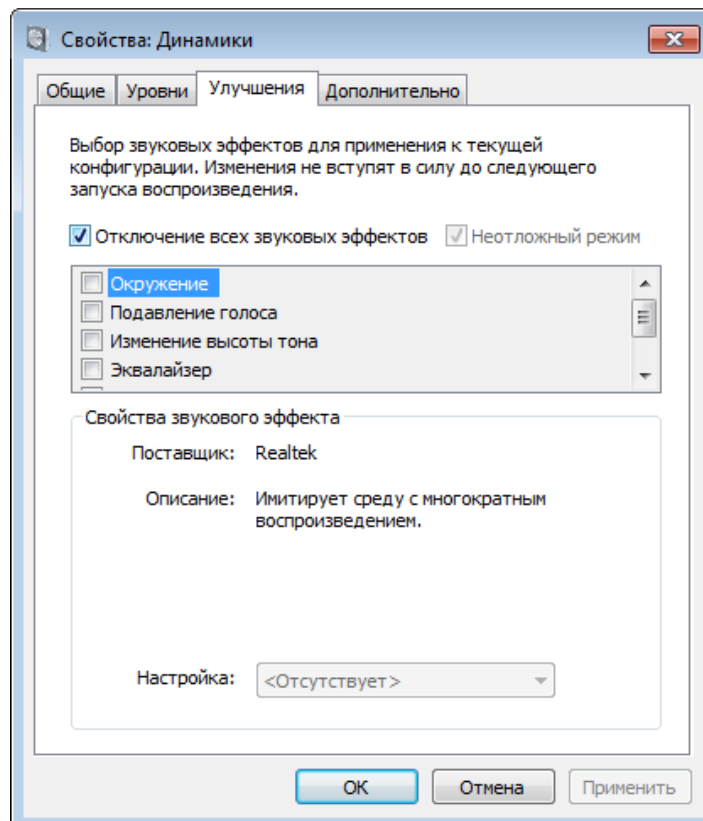 Свойства: Динамики
Общие Уровни Улучшения Дополнительно
Выбор звуковых эффектов для применения к текущей
конфигурации. Изменения не вступят в силу до следующего
запуска воспроизведения.
Отключение всех звуковых эффектов Неотложный режим
Окружение
Подавление голоса
Изменение высоты тона
Эквалайзер
Свойства звукового эффекта
Поставщик: Realtek
Описание: Имитирует среду с многократным
воспроизведением.
Настройка: <Отсутствует>
ОК Отмена Применить